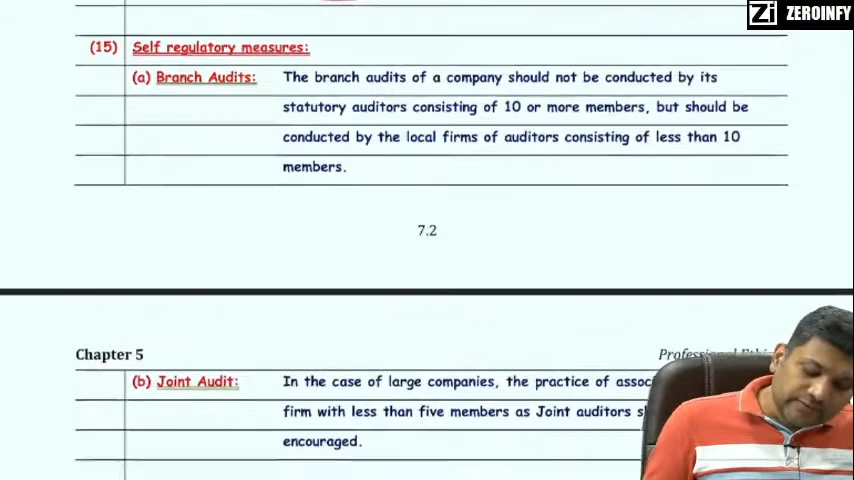 Zi ZEROINFY
(15) Self regulatory measures:
(a) Branch Audits: The branch audits of a company should not be conducted by its
statutory auditors consisting of 10 or more members, but should be
conducted by the local firms of auditors consisting of less than 10
members.
7.2
Chapter 5
(b) Joint Audit: In the case of large companies, the practice of
firm with less than five members as Joint auditors
encouraged.